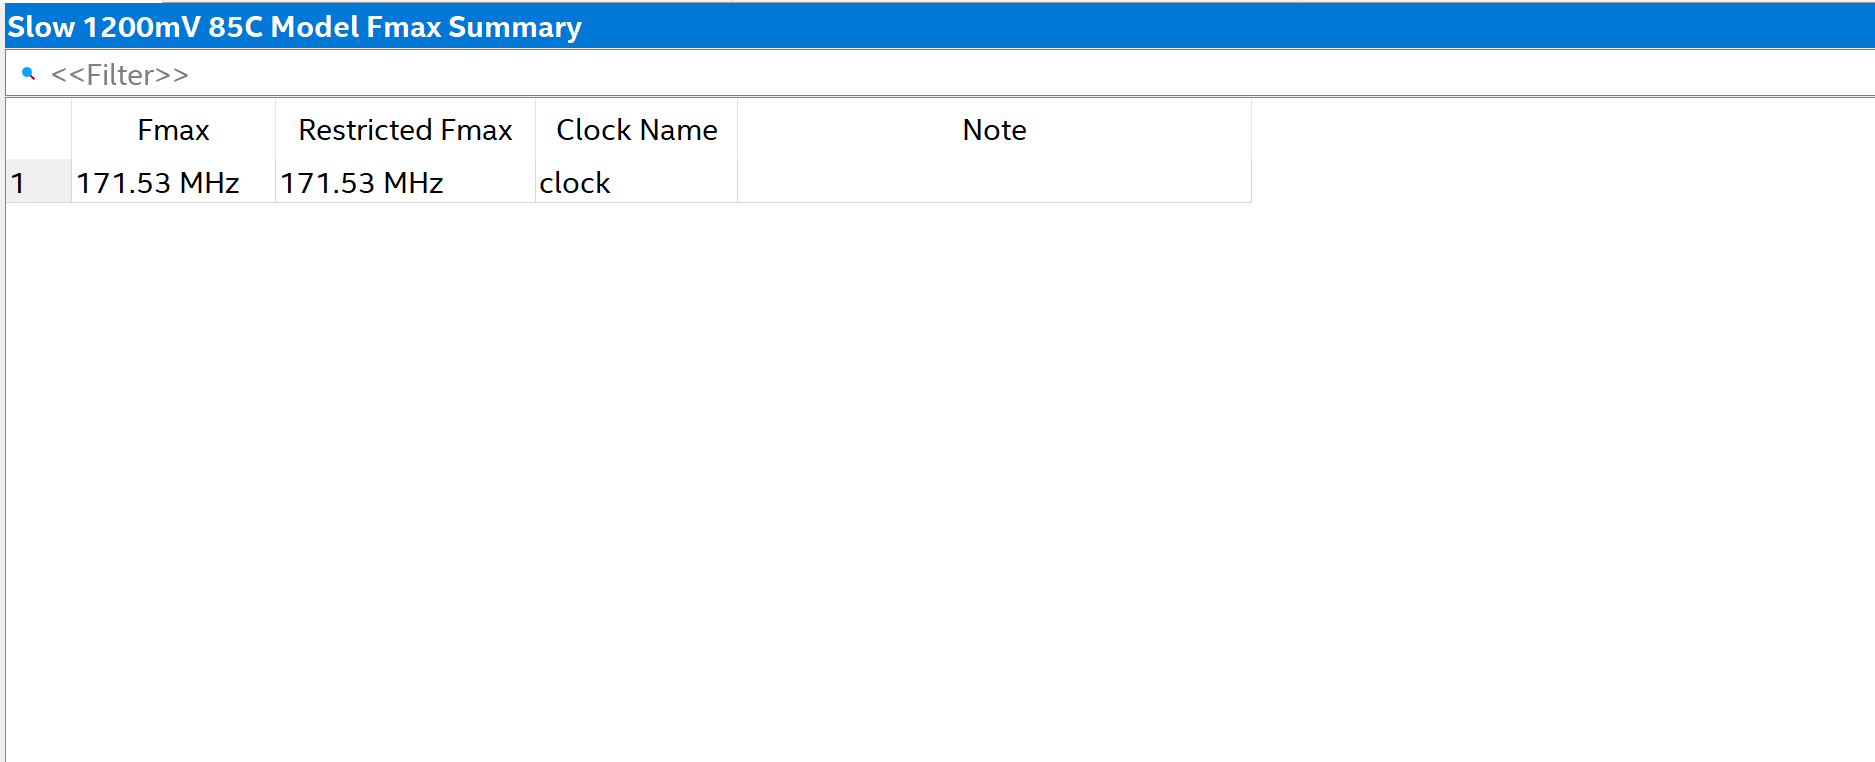 Slow 1200mV 85C Model Fmax Summary
<<Filter>>
Fmax Restricted Fmax Clock Name Note
1 171.53 MHz 171.53 MHz clock